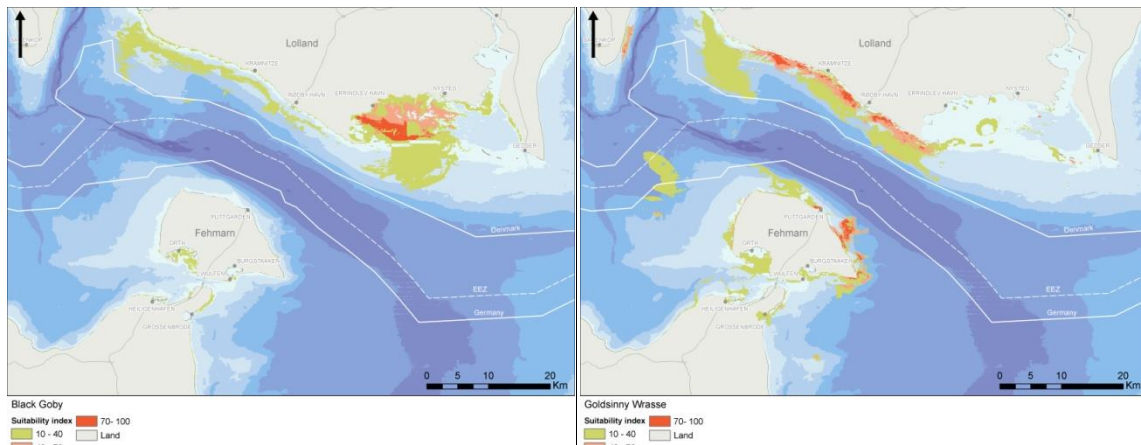 Lolland
KRAMNITZE
RØDBY HAVN
ERRINDLEV HAVN
NYSTED
GEDSER
PUTTGARDEN
Fehmarn
ORTH
BURGSTAAKEN
HEILIGENHAFEN
GROSSENBRODE
Denmark
EEZ
Germany
0 5 10 20
Km
Black Goby
Suitability index
70- 100
10 - 40
Land
Lolland
KRAMNITZE
RØDBY HAVN
ERRINDLEV HAVN
NYSTED
GEDSER
PUTTGARDEN
Fehmarn
ORTH
BURGSTAAKEN
HEILIGENHAFEN
GROSSENBRODE
Denmark
EEZ
Germany
0 5 10 20
Km
Goldsinny Wrasse
Suitability index
70- 100
10 - 40
Land